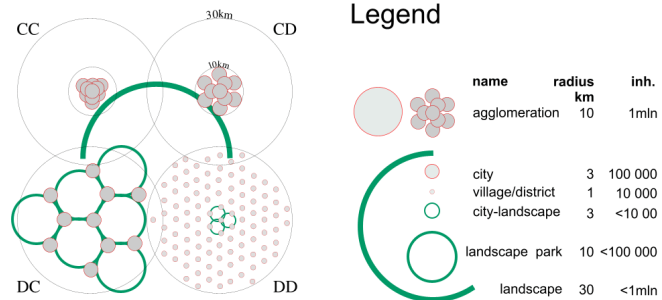 CC
30km
CD
10km
DC
DD
Legend
name radius km inh.
agglomeration 10 1mln
city 3 100 000
village/district 1 10 000
city-landscape 3 <10 00
landscape park 10 <100 000
landscape 30 <1mln